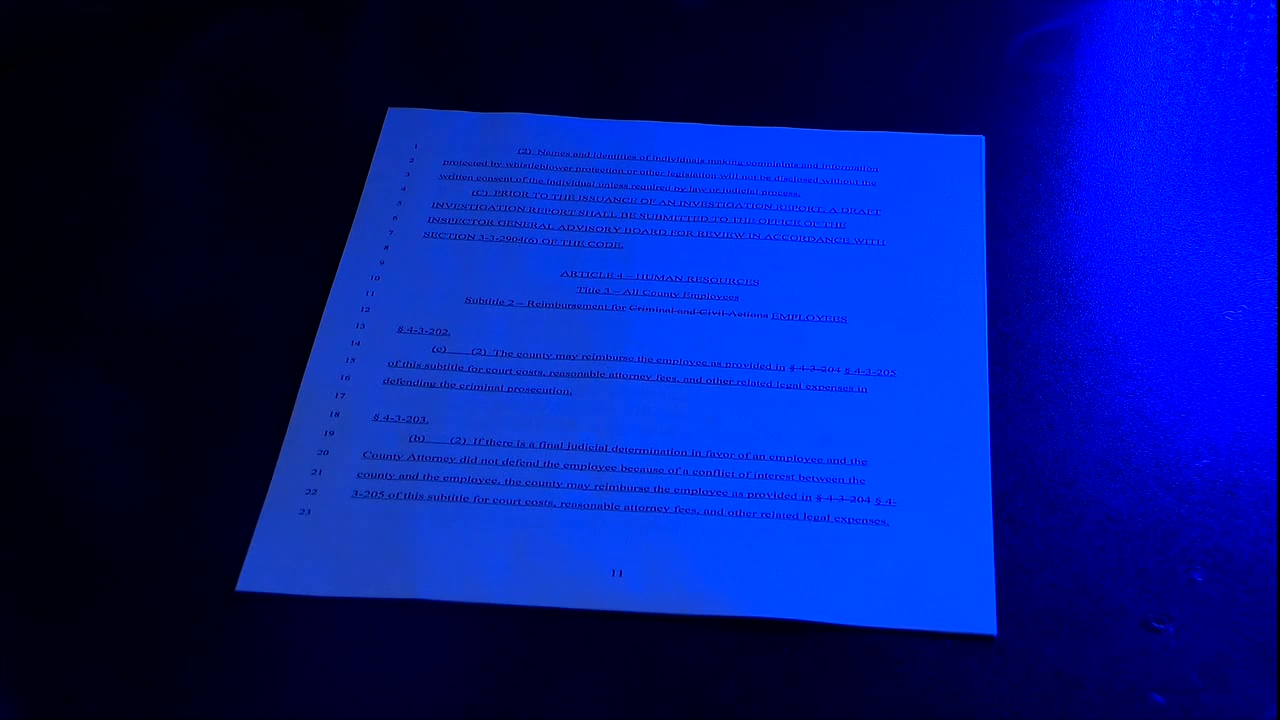 1 (2) Names and identities of individuals making complaints and information
2 protected by whistleblower protection or other legislation will not be disclosed without the
3 written consent of the individual unless required by law or judicial process.
4 (C) PRIOR TO THE ISSUANCE OF AN INVESTIGATION REPORT, A DRAFT
5 INVESTIGATION REPORT SHALL BE SUBMITTED TO THE OFFICE OF THE
6 INSPECTOR GENERAL ADVISORY BOARD FOR REVIEW IN ACCORDANCE WITH
7 SECTION 3-3-2904(6) OF THE CODE.
8
9 ARTICLE 4 – HUMAN RESOURCES
10 Title 3 – All County Employees
11 Subtitle 2 – Reimbursement for Criminal and Civil Actions EMPLOYEES
12
13 § 4-3-202.
14 (c) (2) The county may reimburse the employee as provided in § 4-3-204 § 4-3-205
15 of this subtitle for court costs, reasonable attorney fees, and other related legal expenses in
16 defending the criminal prosecution.
17
18 § 4-3-203.
19 (b) (2) If there is a final judicial determination in favor of an employee and the
20 County Attorney did not defend the employee because of a conflict of interest between the
21 county and the employee, the county may reimburse the employee as provided in § 4-3-204 § 4-
22 3-205 of this subtitle for court costs, reasonable attorney fees, and other related legal expenses.
23
11